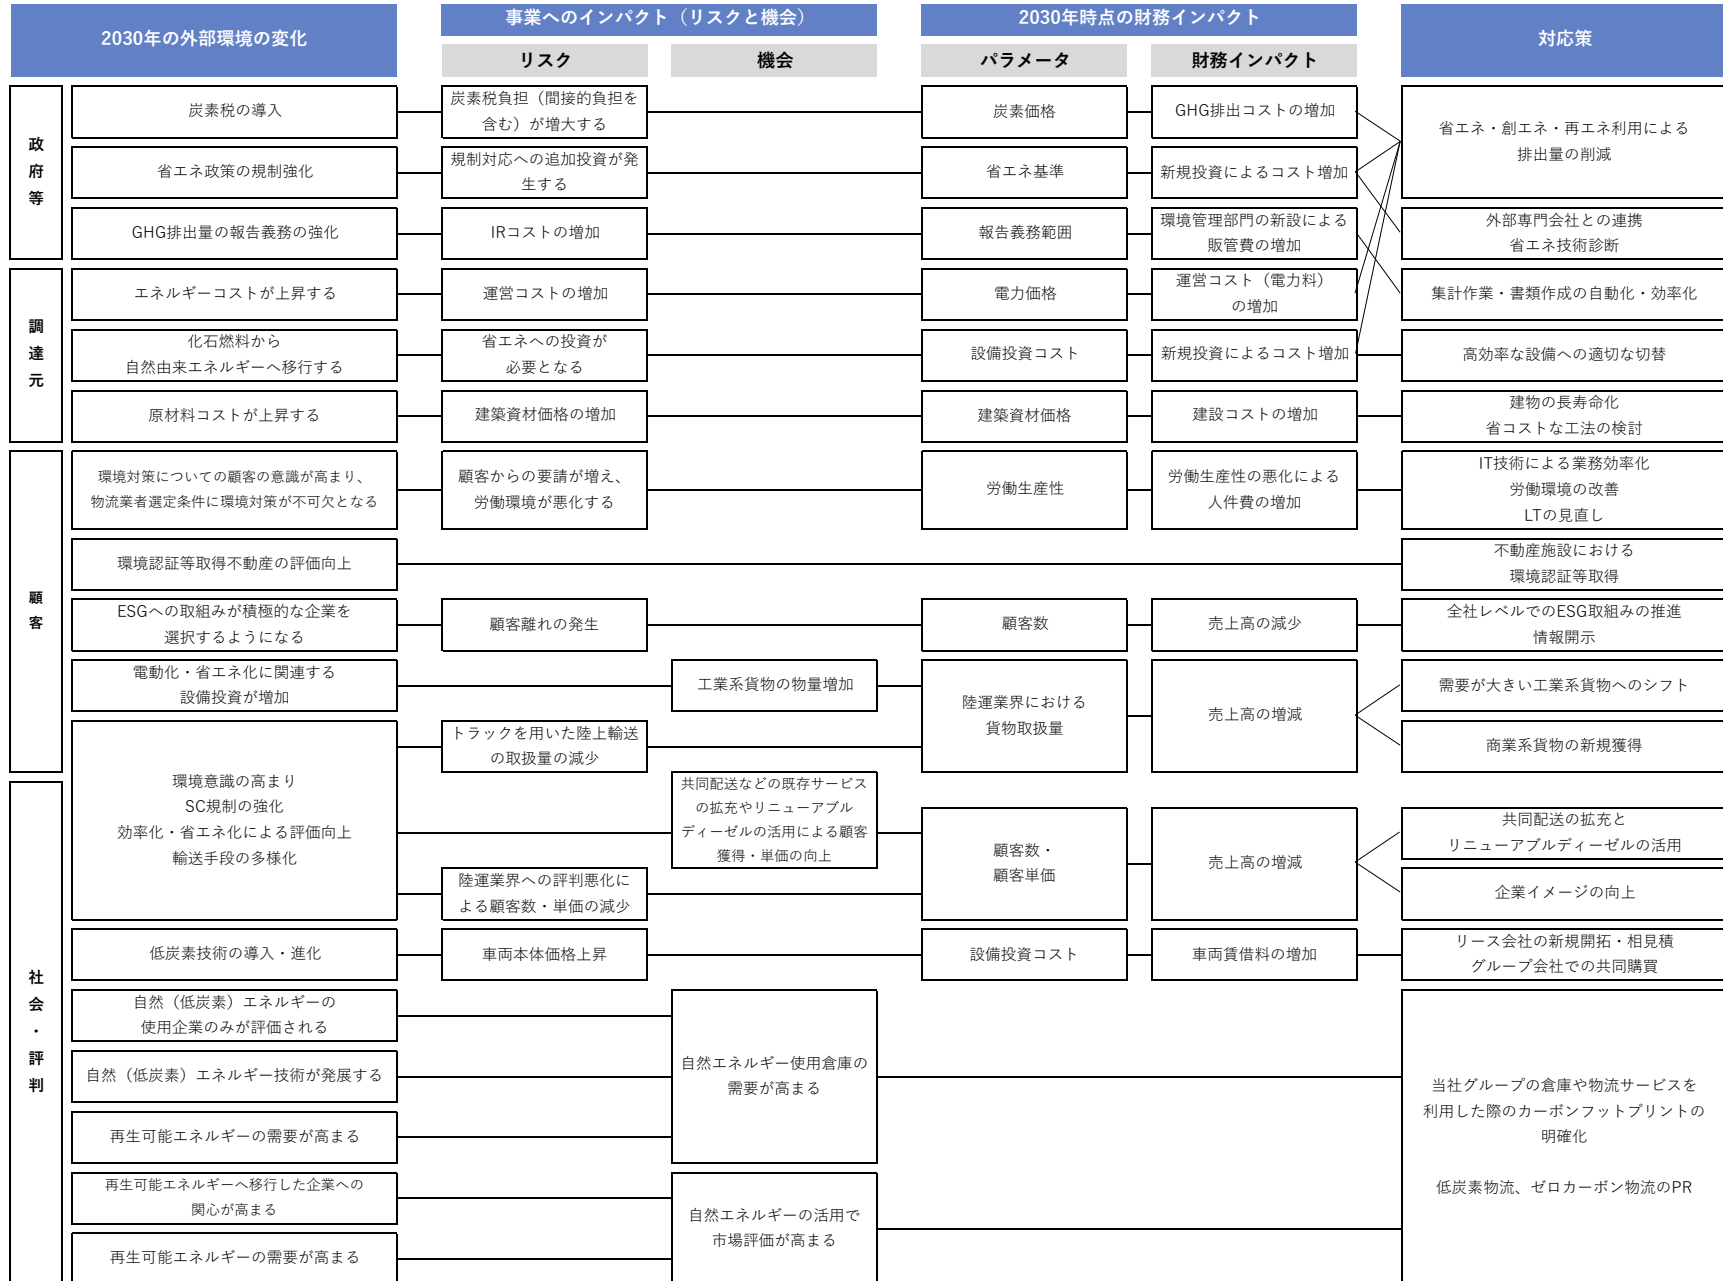 2030年の外部環境の変化
事業へのインパクト（リスクと機会）
2030年時点の財務インパクト
対応策
リスク
機会
パラメータ
財務インパクト
政府等
炭素税の導入
炭素税負担（間接的負担を
含む）が増大する
炭素価格
GHG排出コストの増加
省エネ・創エネ・再エネ利用による
排出量の削減
省エネ政策の規制強化
規制対応への追加投資が発
生する
省エネ基準
新規投資によるコスト増加
GHG排出量の報告義務の強化
IRコストの増加
報告義務範囲
環境管理部門の新設による
販管費の増加
外部専門会社との連携
省エネ技術診断
調達元
エネルギーコストが上昇する
運営コストの増加
電力価格
運営コスト（電力料）
の増加
集計作業・書類作成の自動化・効率化
化石燃料から
自然由来エネルギーへ移行する
省エネへの投資が
必要となる
設備投資コスト
新規投資によるコスト増加
高効率な設備への適切な切替
原材料コストが上昇する
建築資材価格の増加
建築資材価格
建設コストの増加
建物の長寿命化
省コストな工法の検討
顧客
環境対策についての顧客の意識が高まり、
物流業者選定条件に環境対策が不可欠となる
顧客からの要請が増え、
労働環境が悪化する
労働生産性
労働生産性の悪化による
人件費の増加
IT技術による業務効率化
労働環境の改善
LTの見直し
環境認証等取得不動産の評価向上
不動産施設における
環境認証等取得
ESGへの取組みが積極的な企業を
選択するようになる
顧客離れの発生
顧客数
売上高の減少
全社レベルでのESG取組みの推進
情報開示
電動化・省エネ化に関連する
設備投資が増加
工業系貨物の物量増加
陸運業界における
貨物取扱量
売上高の増減
需要が大きい工業系貨物へのシフト
商業系貨物の新規獲得
環境意識の高まり
SC規制の強化
効率化・省エネ化による評価向上
輸送手段の多様化
トラックを用いた陸上輸送
の取扱量の減少
共同配送などの既存サービス
の拡充やリニューアブル
ディーゼルの活用による顧客
獲得・単価の向上
陸運業界への評判悪化に
よる顧客数・単価の減少
顧客数・
顧客単価
売上高の増減
共同配送の拡充と
リニューアブルディーゼルの活用
企業イメージの向上
社会・評判
低炭素技術の導入・進化
車両本体価格上昇
設備投資コスト
車両賃借料の増加
リース会社の新規開拓・相見積
グループ会社での共同購買
自然（低炭素）エネルギーの
使用企業のみが評価される
自然（低炭素）エネルギー技術が発展する
再生可能エネルギーの需要が高まる
自然エネルギー使用倉庫の
需要が高まる
再生可能エネルギーへ移行した企業への
関心が高まる
再生可能エネルギーの需要が高まる
自然エネルギーの活用で
市場評価が高まる
当社グループの倉庫や物流サービスを
利用した際のカーボンフットプリントの
明確化
低炭素物流、ゼロカーボン物流のPR